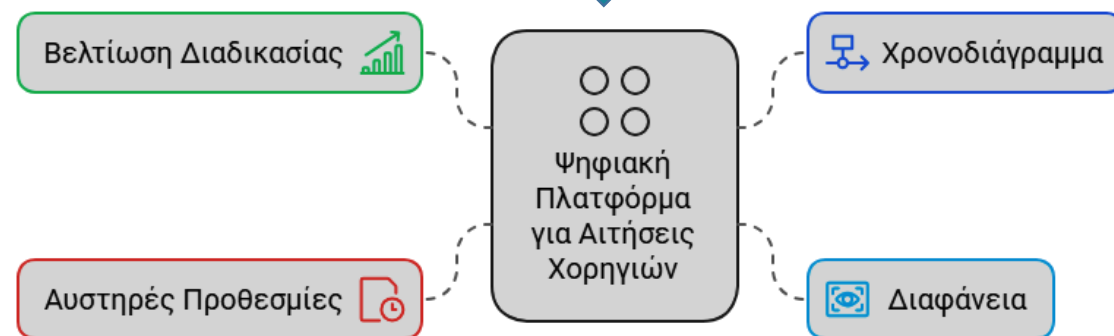 Βελτίωση Διαδικασίας
Χρονοδιάγραμμα
Ψηφιακή
Πλατφόρμα
για Αιτήσεις
Χορηγιών
Αυστηρές Προθεσμίες
Διαφάνεια